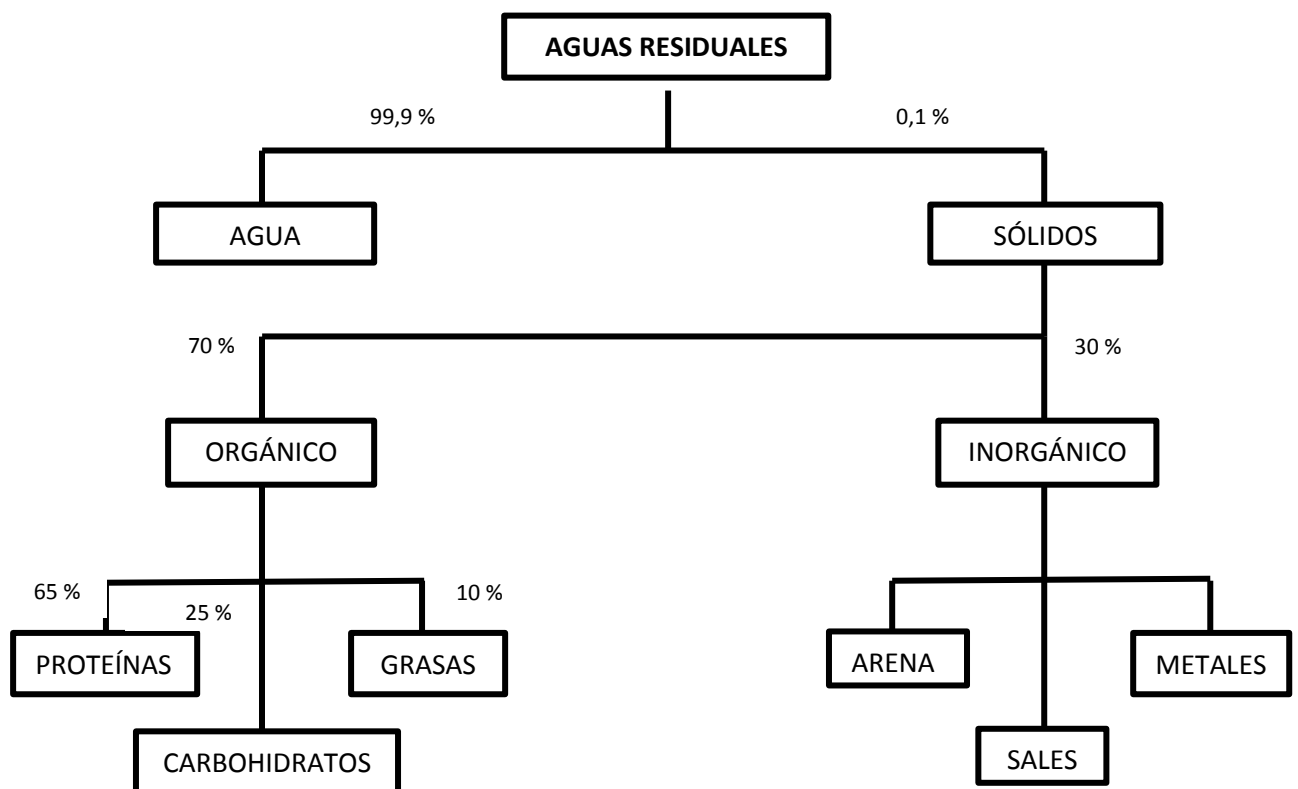 AGUAS RESIDUALES
99,9 %
0,1 %
AGUA
SÓLIDOS
70 %
30 %
ORGÁNICO
INORGÁNICO
65 %
25 %
10 %
PROTEÍNAS
GRASAS
ARENA
METALES
CARBOHIDRATOS
SALES